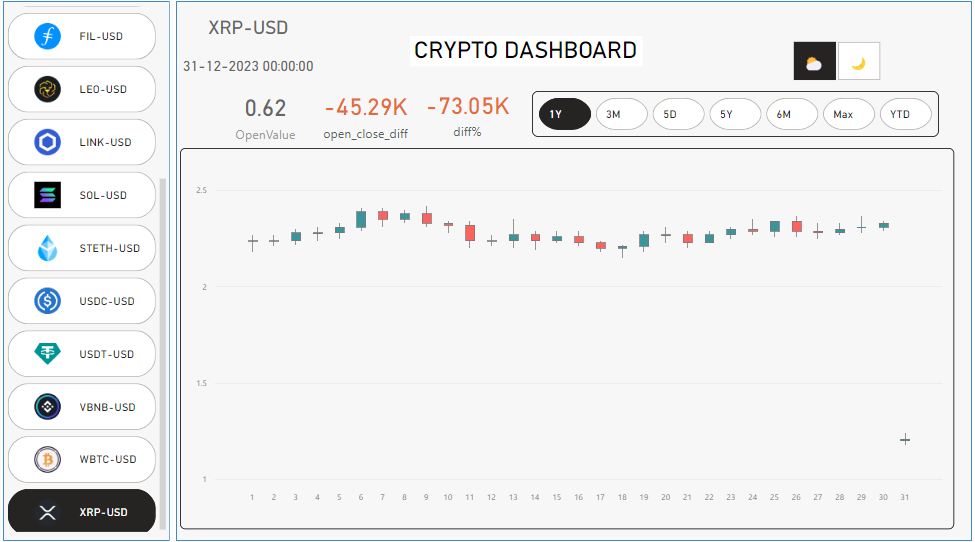 FIL-USD
LEO-USD
LINK-USD
SOL-USD
STETH-USD
USDC-USD
USDT-USD
VBNB-USD
WBTC-USD
XRP-USD
XRP-USD
CRYPTO DASHBOARD
31-12-2023 00:00:00
0.62 -45.29K -73.05K
OpenValue open_close_diff diff%
1Y 3M 5D 5Y 6M Max YTD
2.5
2
1.5
1
1 2 3 4 5 6 7 8 9 10 11 12 13 14 15 16 17 18 19 20 21 22 23 24 25 26 27 28 29 30 31